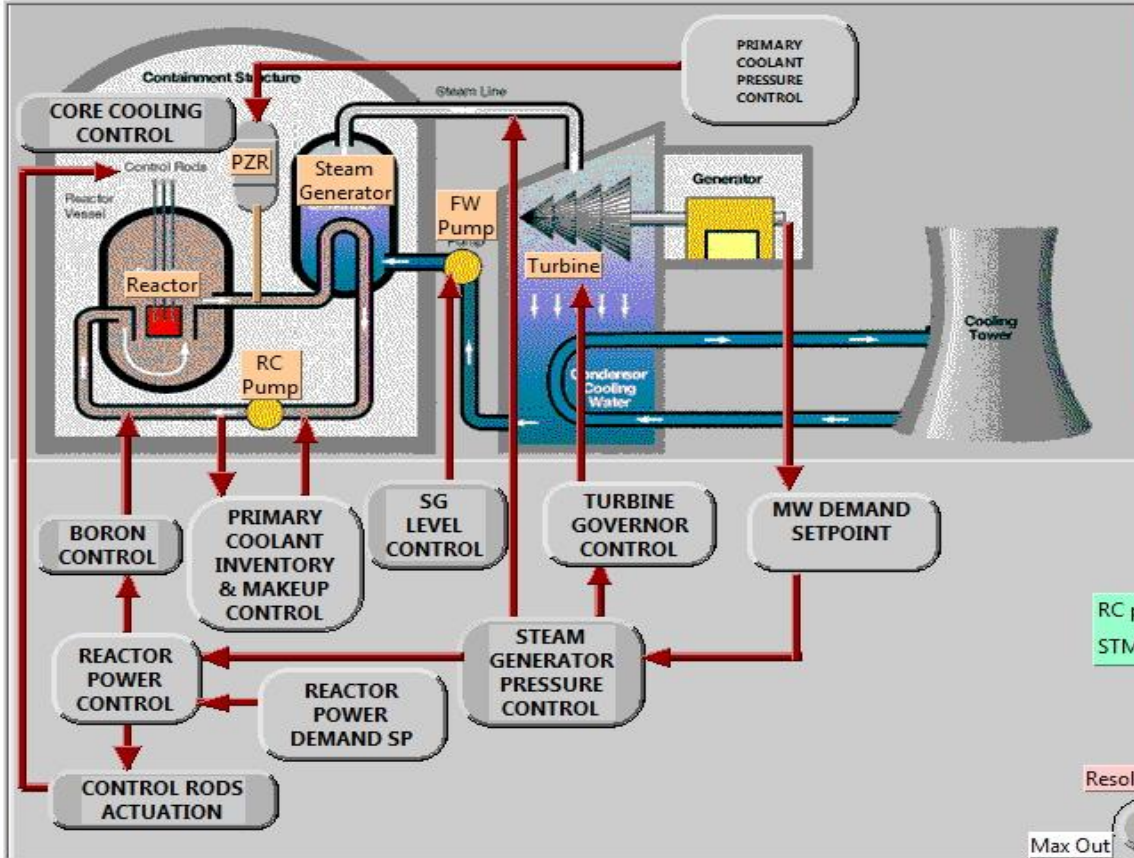 PRIMARY
COOLANT
PRESSURE
CONTROL
Containment Structure
Steam Line
CORE COOLING
CONTROL
Control Rods
PZR
Steam
Generator
Reactor
Vessel
FW
Pump
Generator
Turbine
Reactor
Cooling
Tower
RC
Pump
Condensor
Cooling
Water
BORON
CONTROL
PRIMARY
COOLANT
INVENTORY
& MAKEUP
CONTROL
SG
LEVEL
CONTROL
TURBINE
GOVERNOR
CONTROL
MW DEMAND
SETPOINT
REACTOR
POWER
CONTROL
REACTOR
POWER
DEMAND SP
STEAM
GENERATOR
PRESSURE
CONTROL
RC
STM
CONTROL RODS
ACTUATION
Resol
Max Out